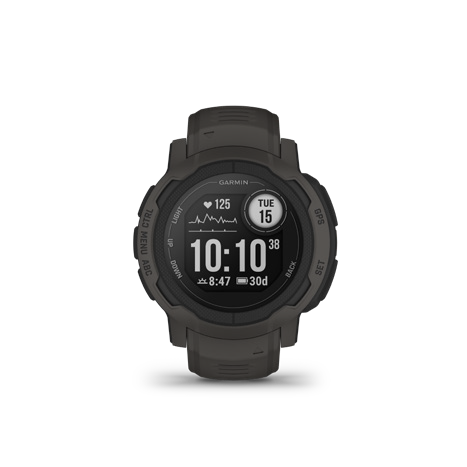 GARMIN
125
TUE
15
10:10 38
8:47 30d
LIGHT
UP
DOWN
BACK
CTRL
MENU
ABC
GPS
SET